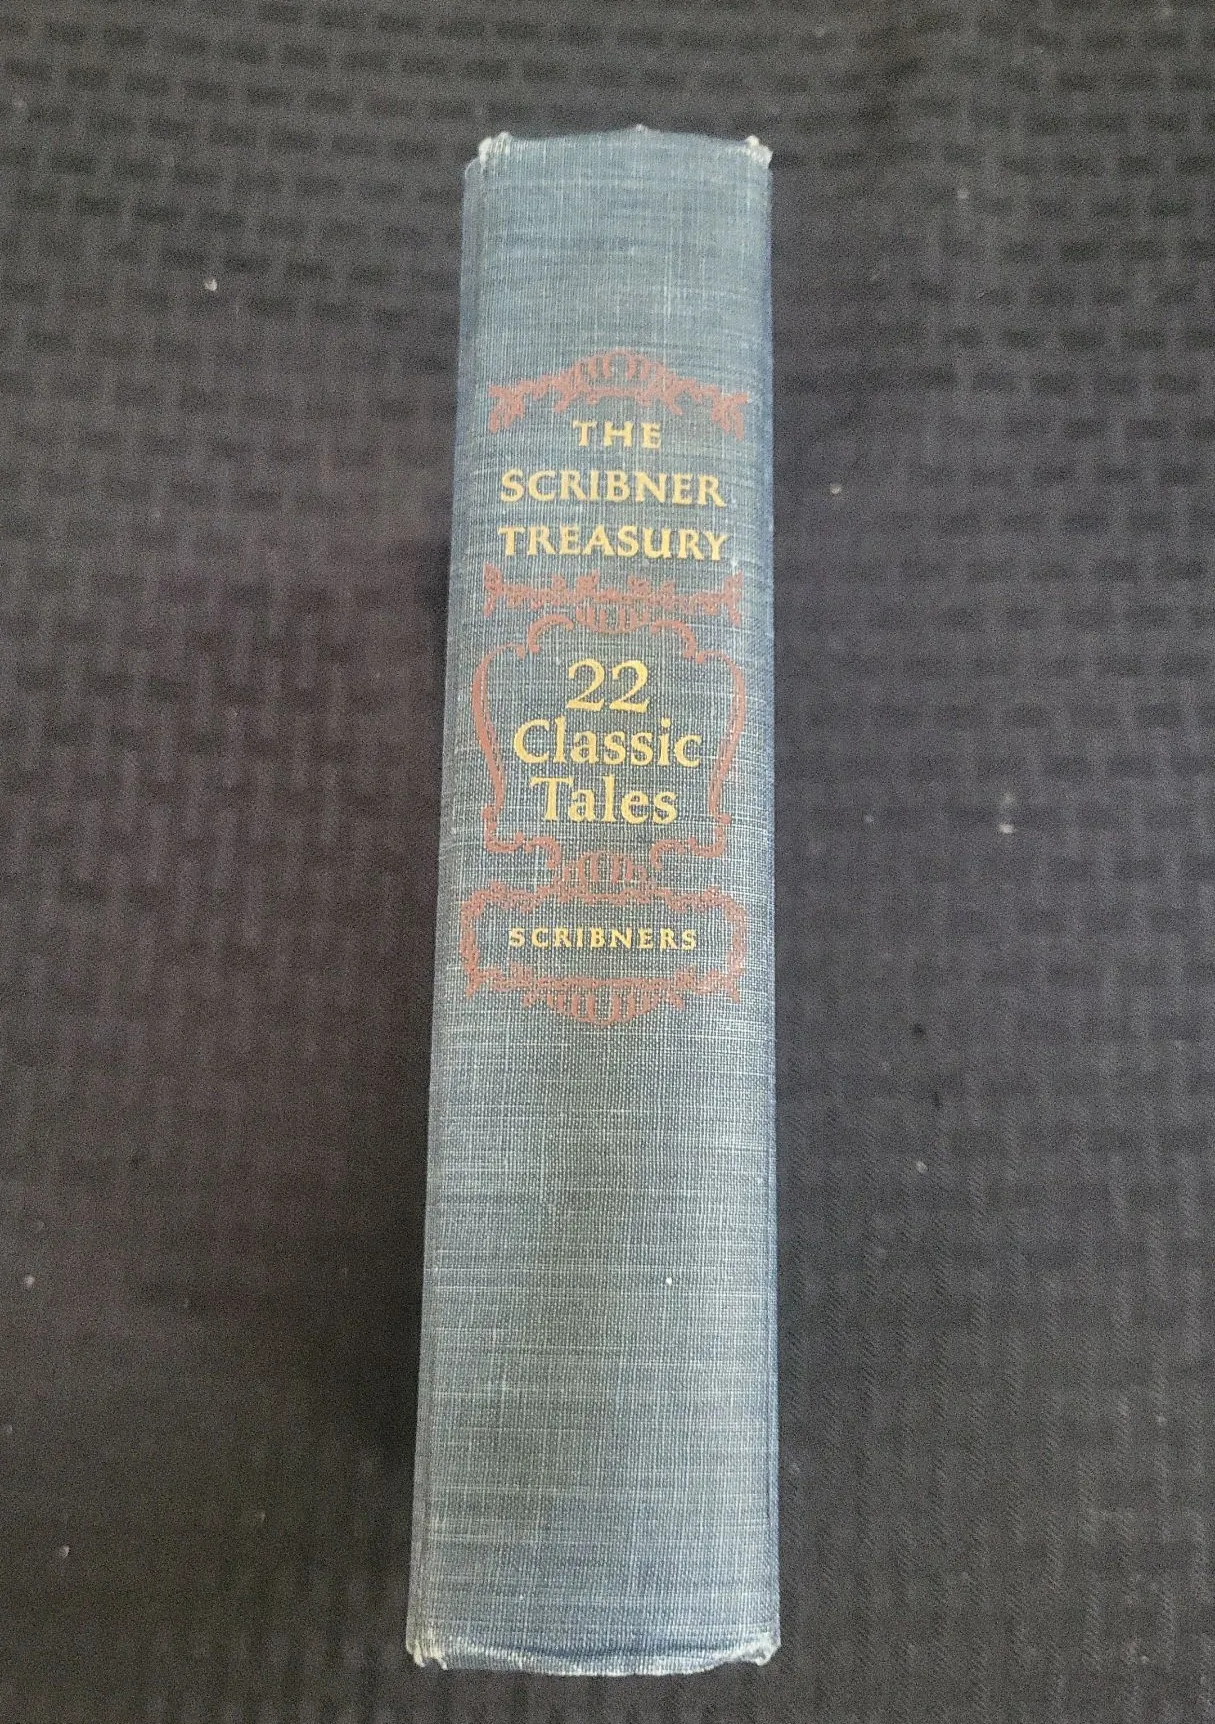 THE
SCRIBNER
TREASURY
22
Classic
Tales
SCRIBNERS